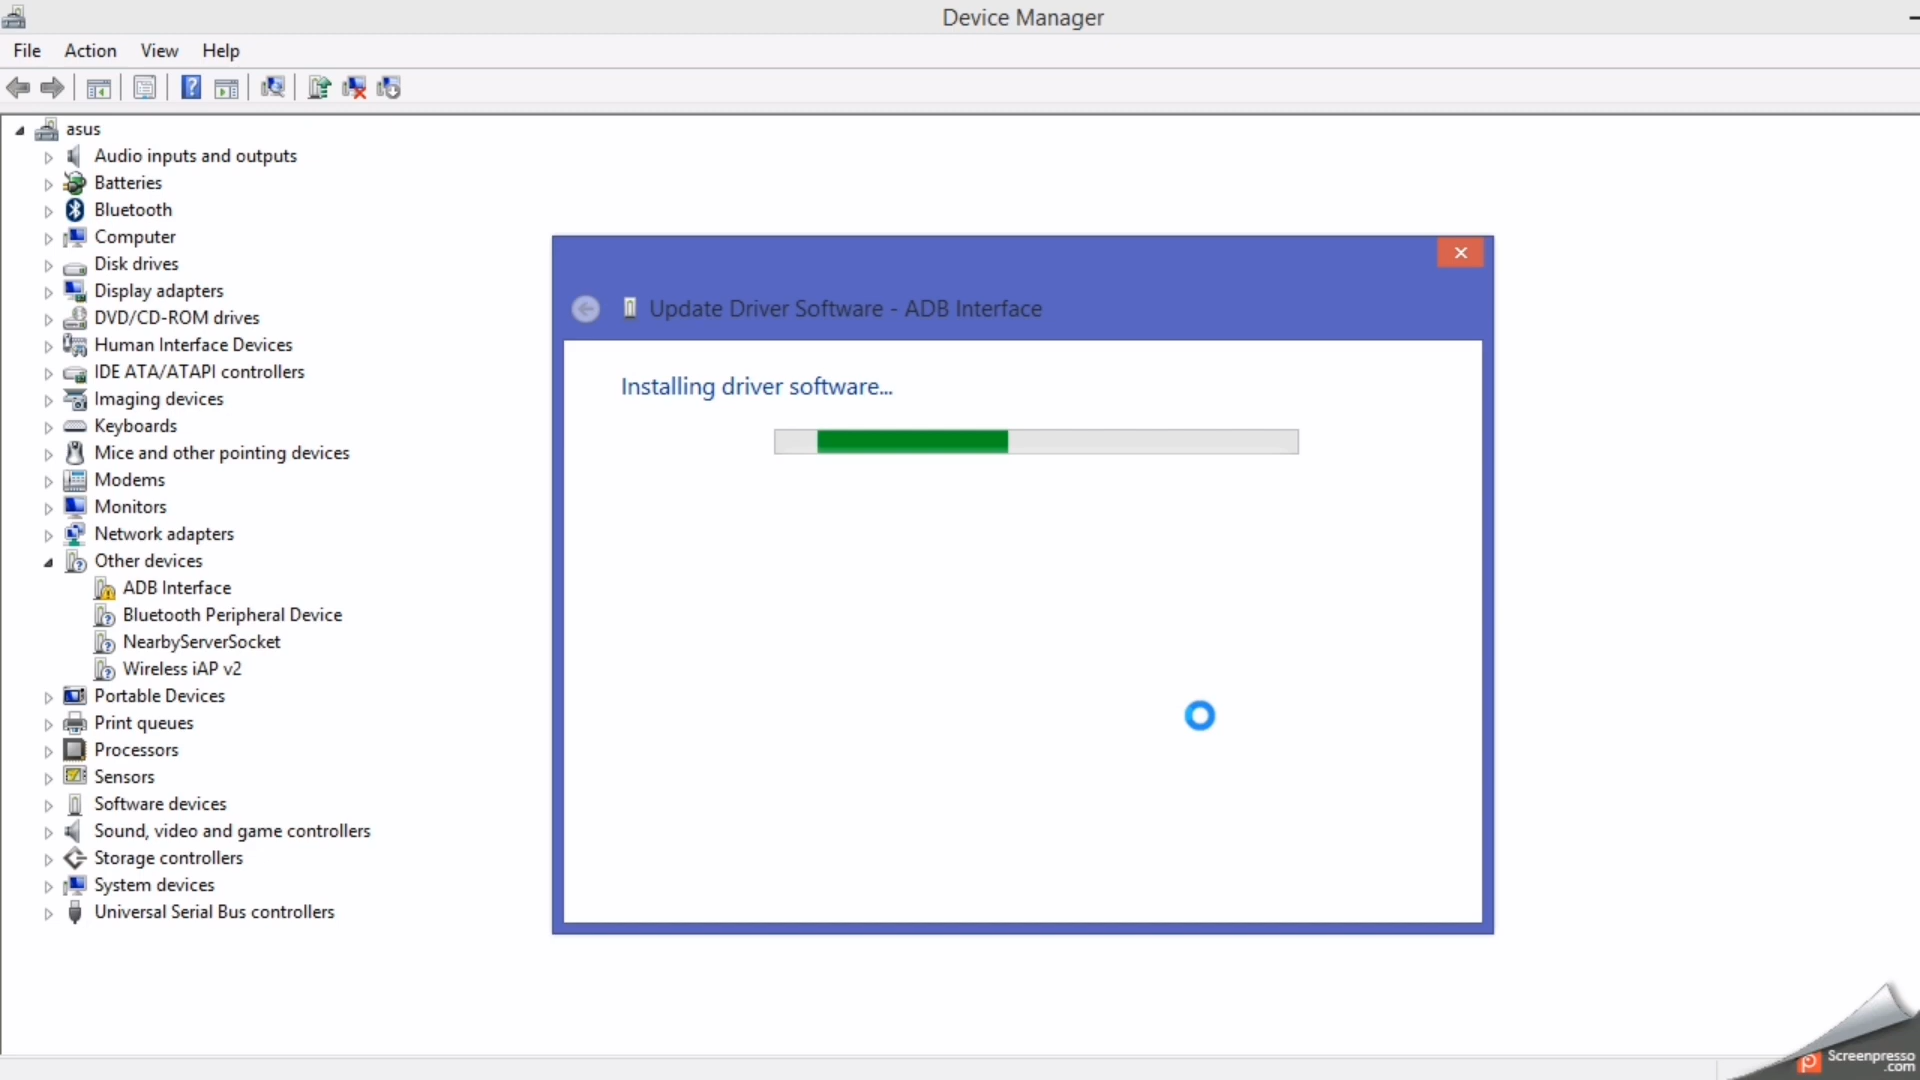 Device Manager
File Action View Help
asus
Audio inputs and outputs
Batteries
Bluetooth
Computer
Disk drives
Display adapters
DVD/CD-ROM drives
Human Interface Devices
IDE ATA/ATAPI controllers
Imaging devices
Keyboards
Mice and other pointing devices
Modems
Monitors
Network adapters
Other devices
ADB Interface
Bluetooth Peripheral Device
NearbyServerSocket
Wireless iAP v2
Portable Devices
Print queues
Processors
Sensors
Software devices
Sound, video and game controllers
Storage controllers
System devices
Universal Serial Bus controllers
Update Driver Software - ADB Interface
Installing driver software...
Screenpresso
.com